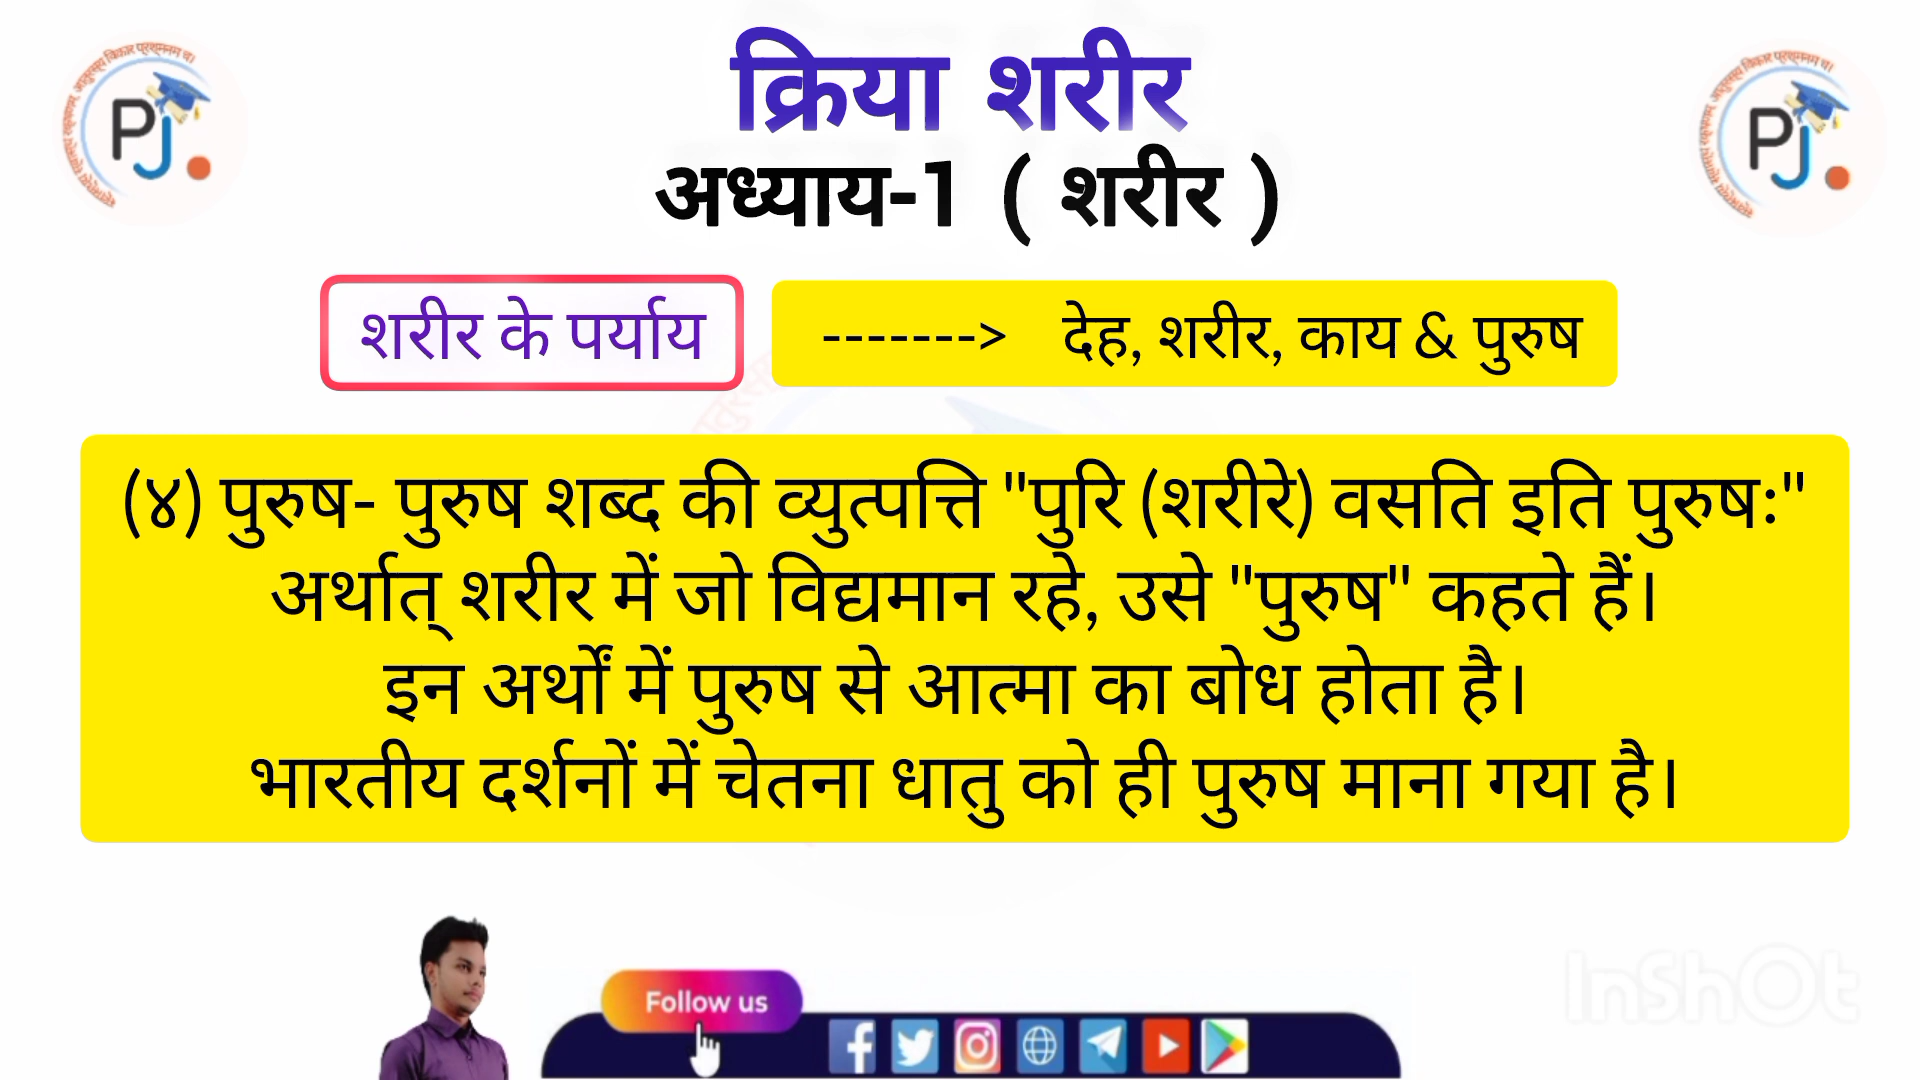 क्रिया शरीर
अध्याय-1 ( शरीर )
शरीर के पर्याय
-------> देह, शरीर, काय & पुरुष
(४) पुरुष- पुरुष शब्द की व्युत्पत्ति "पुरि (शरीरे) वसति इति पुरुषः"
अर्थात् शरीर में जो विद्यमान रहे, उसे "पुरुष" कहते हैं।
इन अर्थों में पुरुष से आत्मा का बोध होता है।
भारतीय दर्शनों में चेतना धातु को ही पुरुष माना गया है।
PJ.
PJ.
Follow us
InShOt